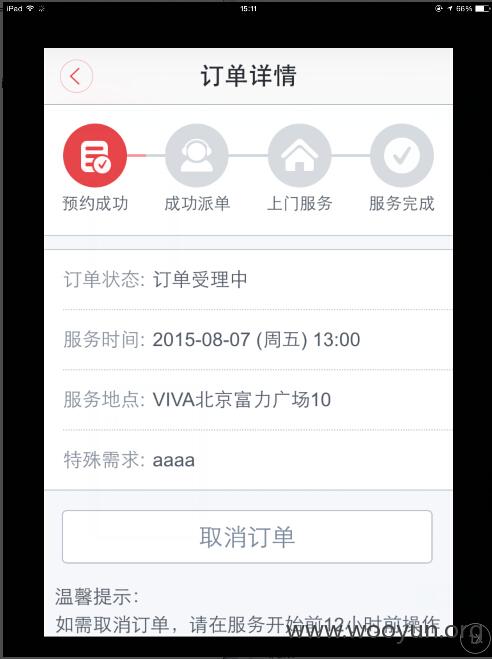 iPad 15:11 66%
订单详情
预约成功 成功派单 上门服务 服务完成
订单状态: 订单受理中
服务时间: 2015-08-07 (周五) 13:00
服务地点: VIVA北京富力广场10
特殊需求: aaaa
取消订单
温馨提示:
如需取消订单，请在服务开始前12小时前操作
www.wooyun.org